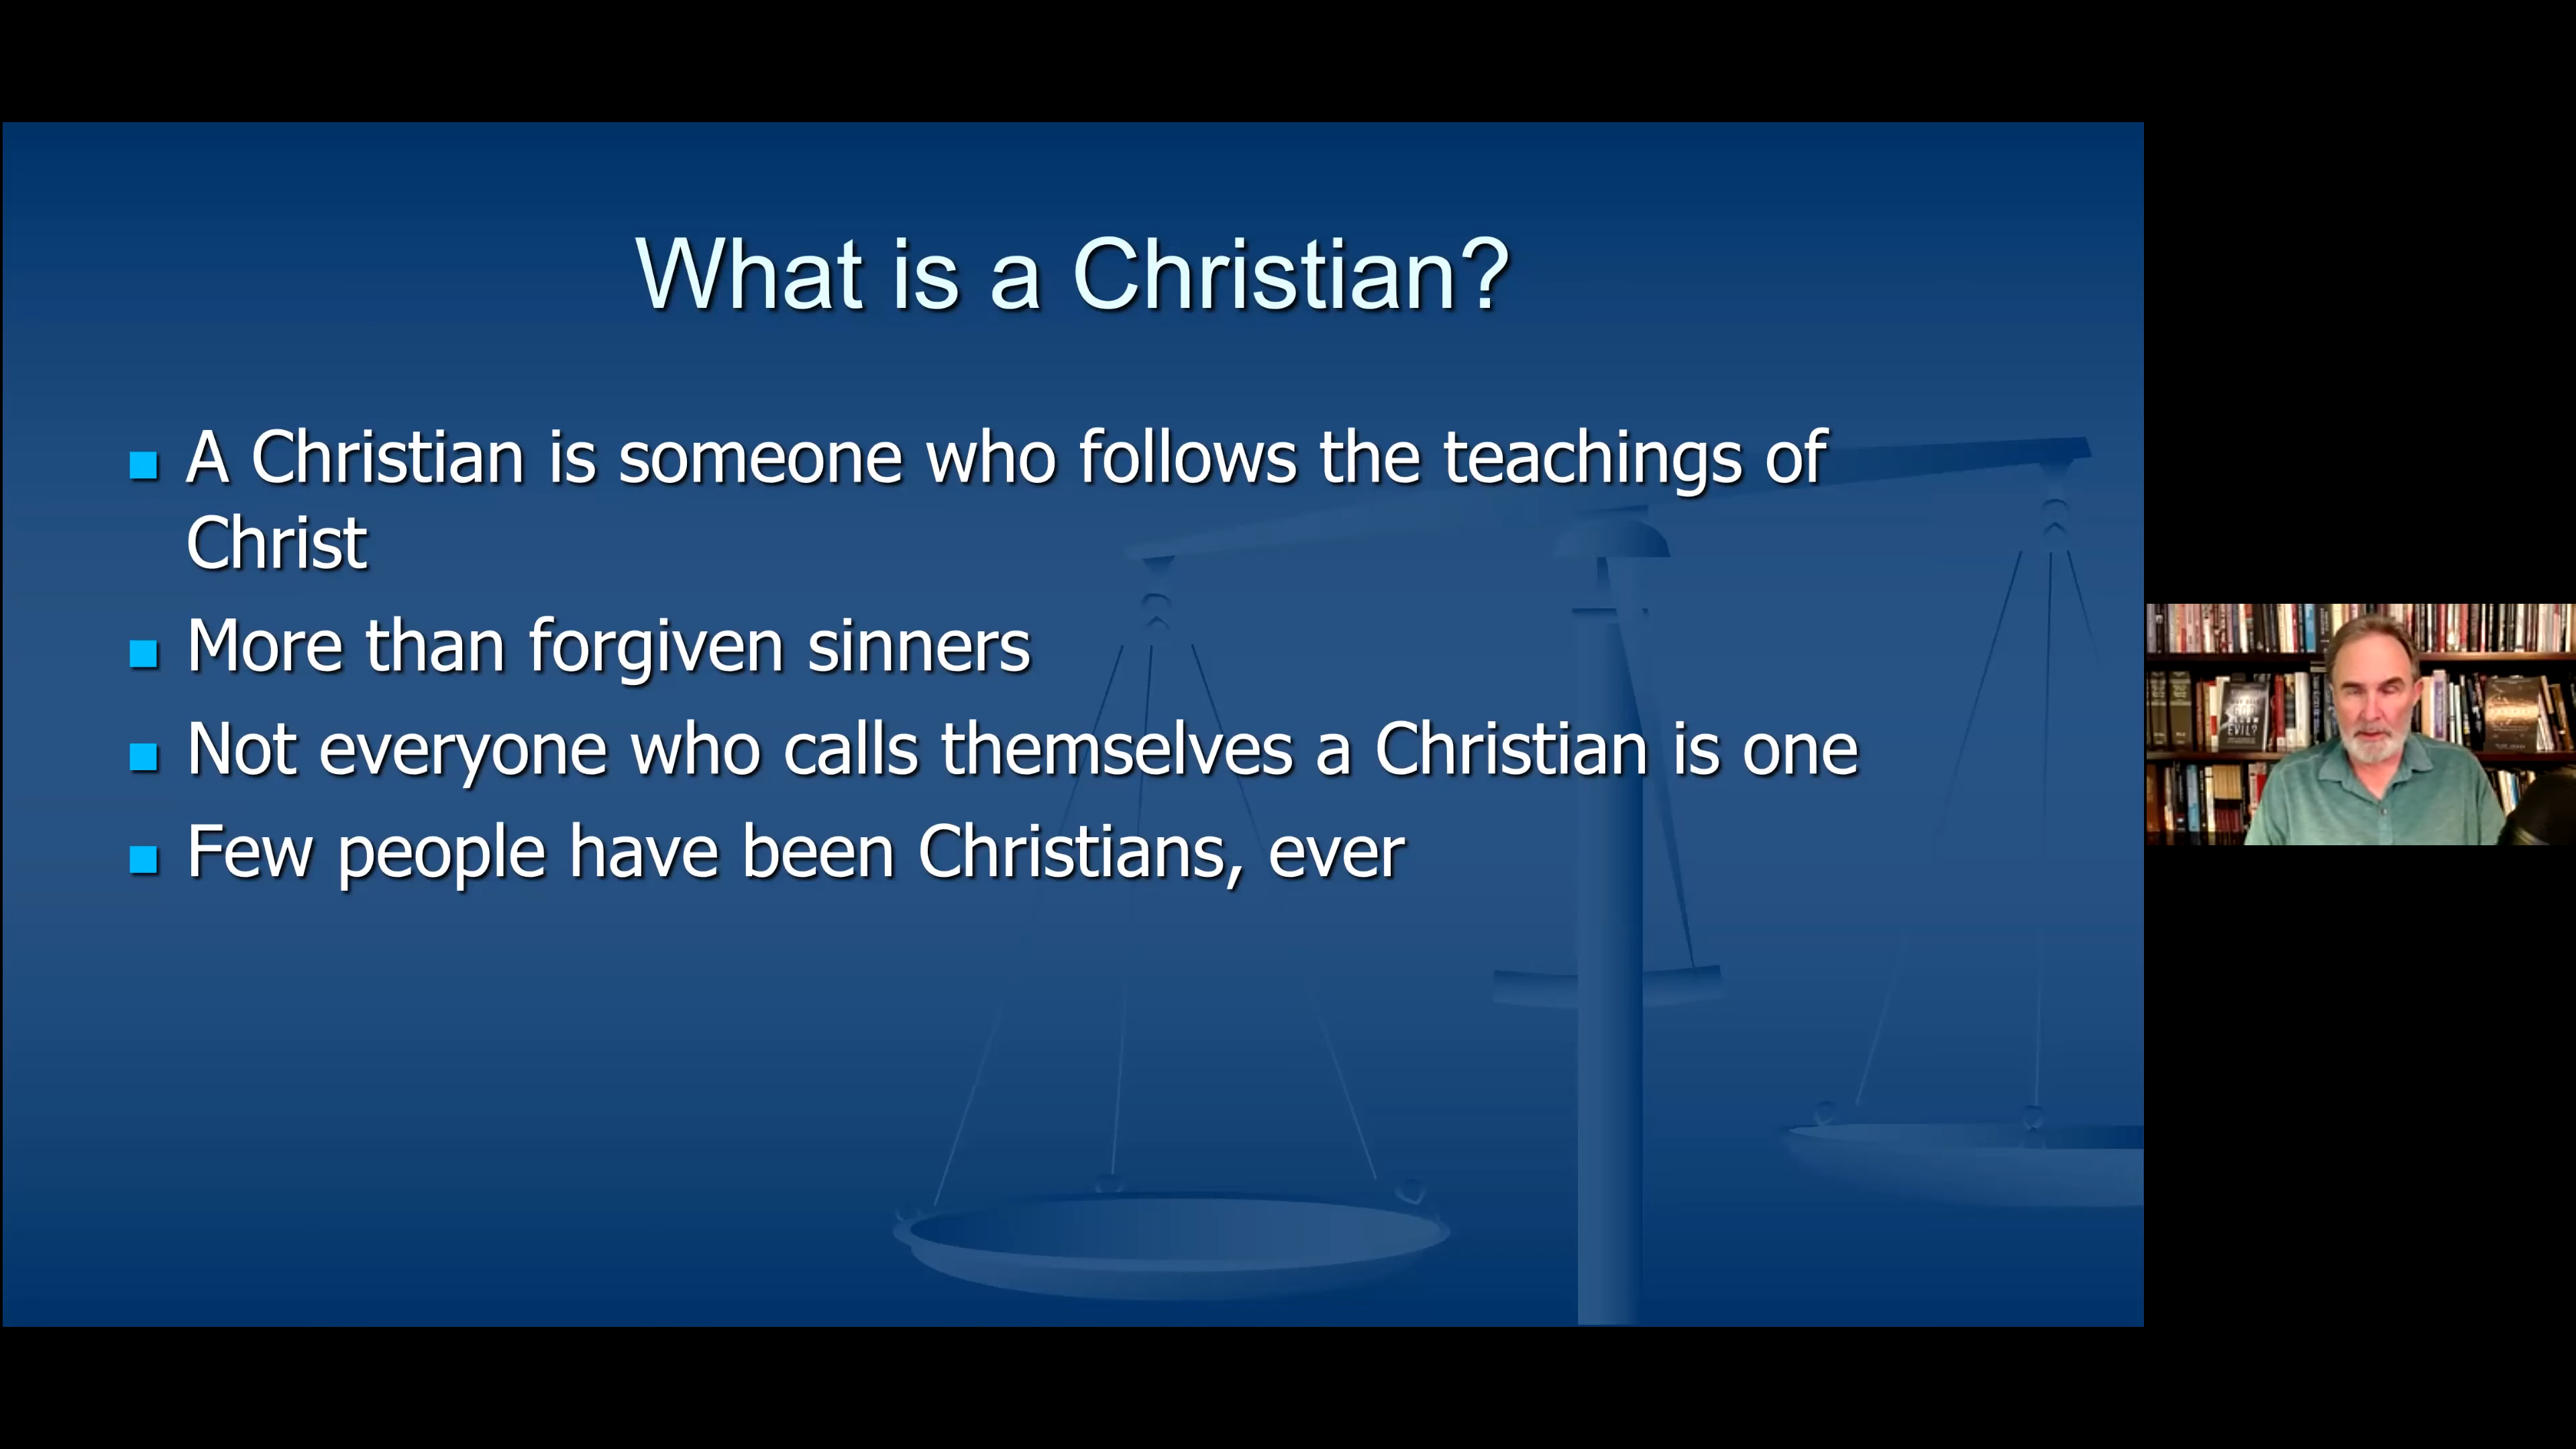 What is a Christian?
A Christian is someone who follows the teachings of
Christ
More than forgiven sinners
Not everyone who calls themselves a Christian is one
Few people have been Christians, ever
EVIL?